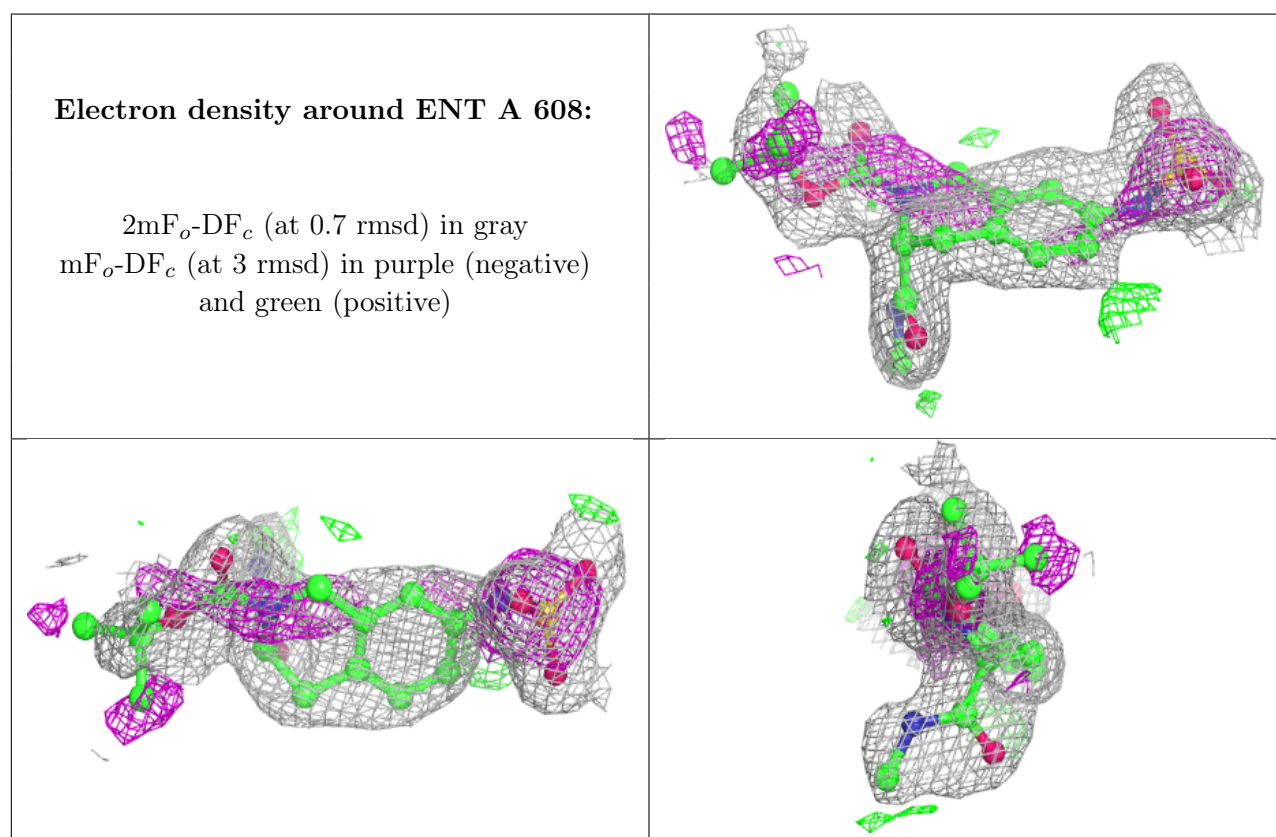 Electron density around ENT A 608:
2mFₒ-DF𝒸 (at 0.7 rmsd) in gray
mFₒ-DF𝒸 (at 3 rmsd) in purple (negative)
and green (positive)